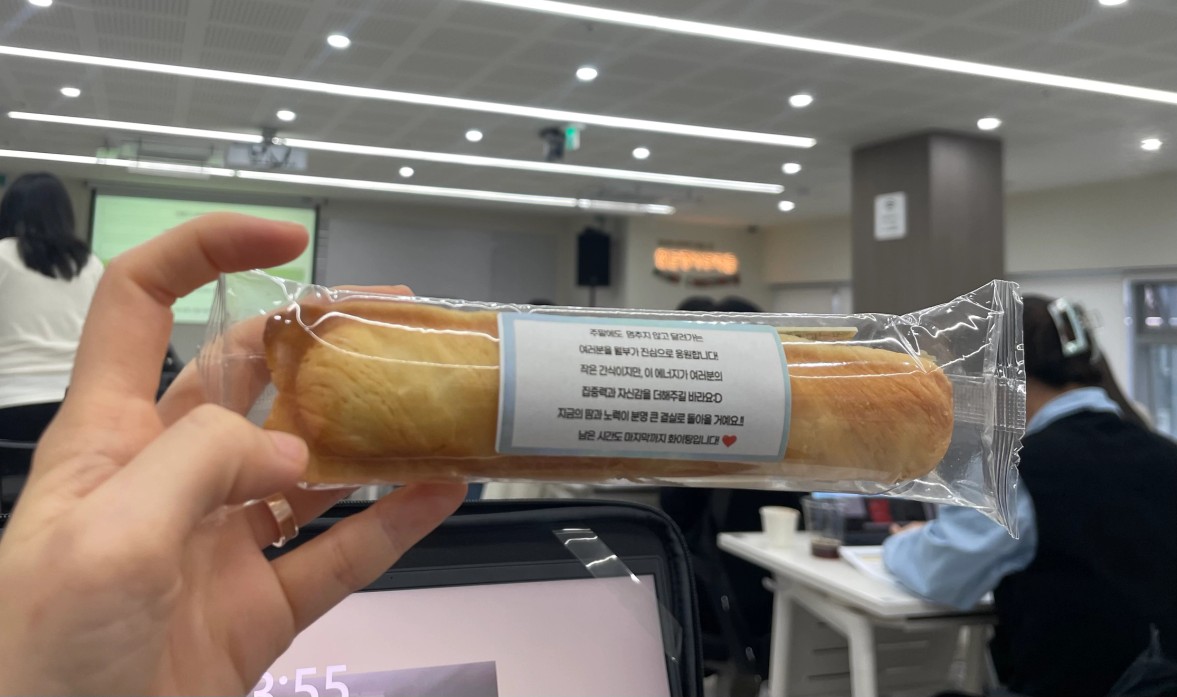 주말에도 멈추지 않고 달려가는
여러분을 월부가 진심으로 응원합니다!
작은 간식이지만, 이 에너지가 여러분의
집중력과 자신감을 더해주길 바라요:D
지금의 땀과 노력이 분명 큰 결실로 돌아올 거예요!!
남은 시간도 마지막까지 화이팅입니다!❤
3:55